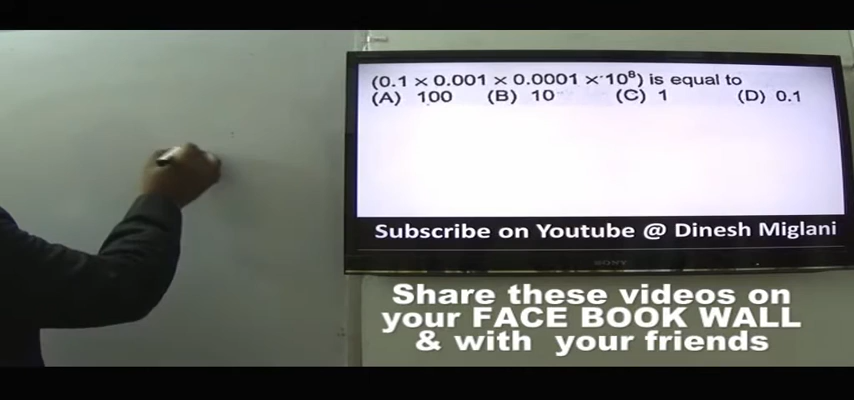 (0.1 × 0.001 × 0.0001 × 10⁸) is equal to
(A) 100 (B) 10 (C) 1 (D) 0.1
Subscribe on Youtube @ Dinesh Miglani
SONY
Share these videos on
your FACE BOOK WALL
& with your friends